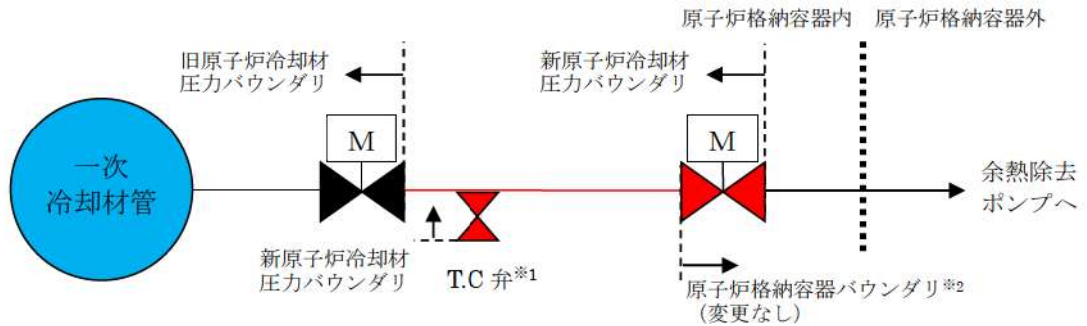 原子炉格納容器内
原子炉格納容器外
旧原子炉冷却材
圧力バウンダリ
新原子炉冷却材
圧力バウンダリ
M
M
一次
冷却材管
余熱除去
ポンプへ
新原子炉冷却材
圧力バウンダリ
T.C 弁※1
原子炉格納容器バウンダリ※2
（変更なし）